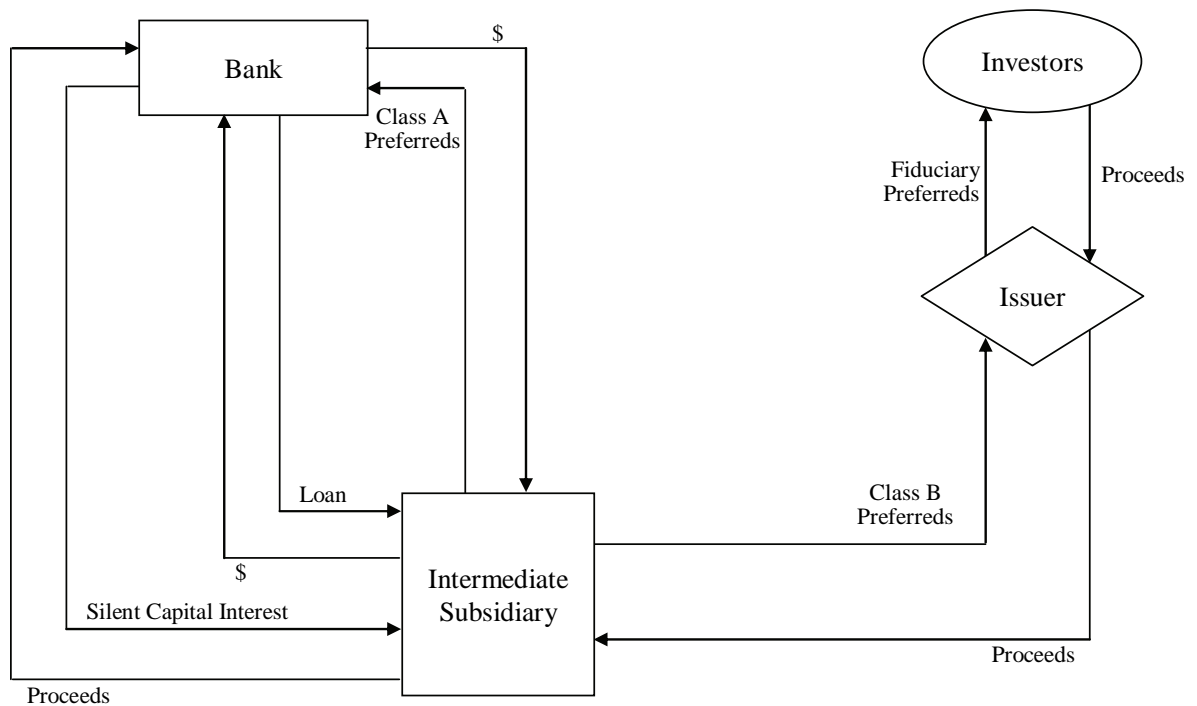 $
Bank
Investors
Class A
Preferreds
Fiduciary
Preferreds
Proceeds
Issuer
Loan
Class B
Preferreds
$
Intermediate
Subsidiary
Silent Capital Interest
Proceeds
Proceeds